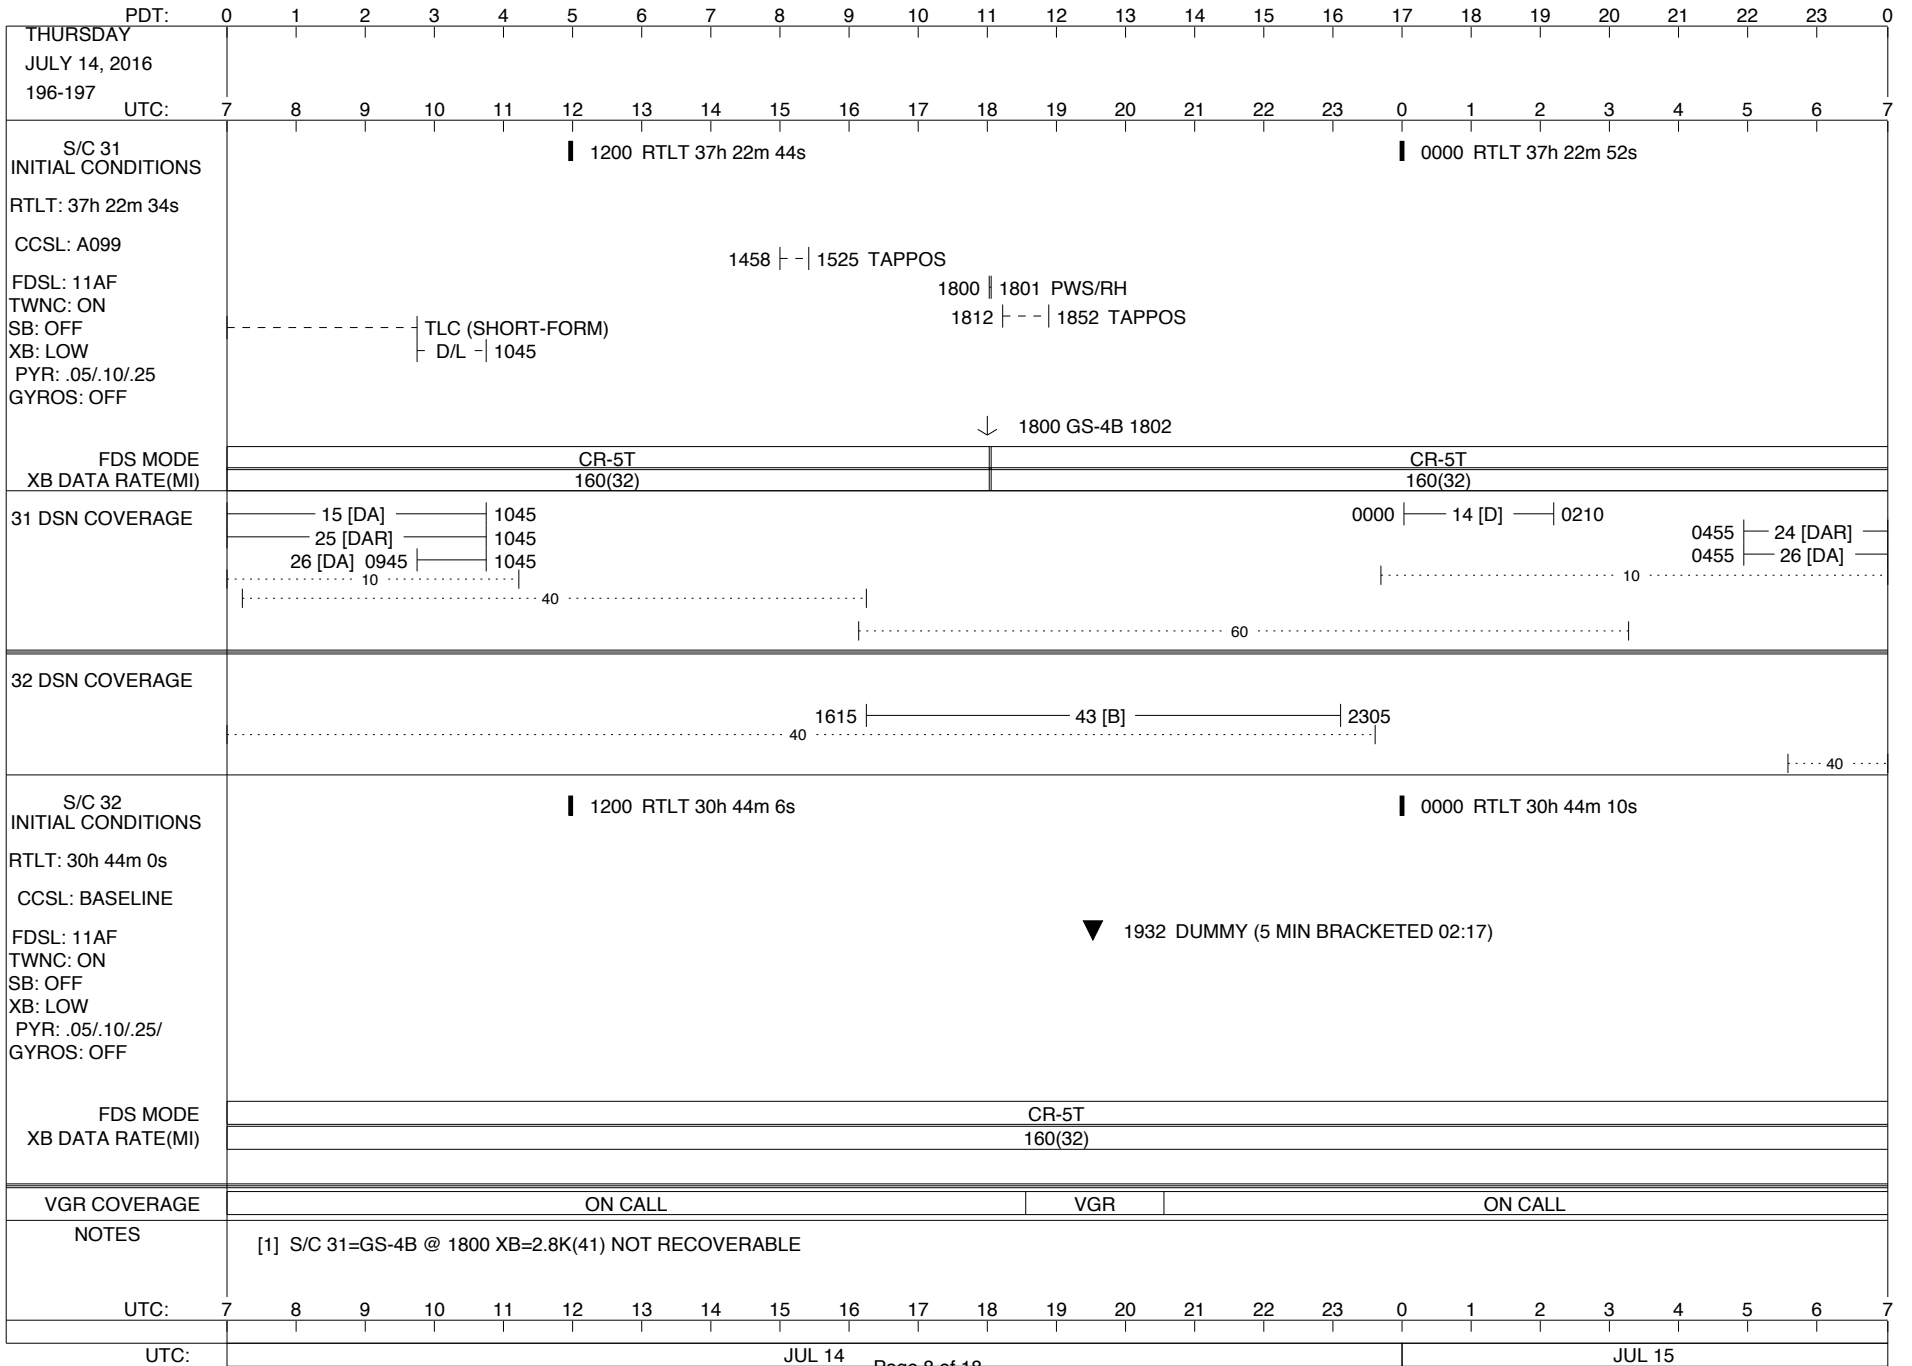 PDT: 0 1 2 3 4 5 6 7 8 9 10 11 12 13 14 15 16 17 18 19 20 21 22 23 0
THURSDAY
JULY 14, 2016
196-197
UTC: 7 8 9 10 11 12 13 14 15 16 17 18 19 20 21 22 23 0 1 2 3 4 5 6 7
S/C 31
INITIAL CONDITIONS
1200 RTLT 37h 22m 44s
0000 RTLT 37h 22m 52s
RTLT: 37h 22m 34s
CCSL: A099
1458 1525 TAPPOS
FDSL: 11AF
1800 1801 PWS/RH
TWNC: ON
1812 1852 TAPPOS
SB: OFF
TLC (SHORT-FORM)
XB: LOW
D/L 1045
PYR: .05/.10/.25
GYROS: OFF
1800 GS-4B 1802
FDS MODE CR-5T CR-5T
XB DATA RATE(MI) 160(32) 160(32)
31 DSN COVERAGE
15 [DA] 1045 0000 14 [D] 0210
25 [DAR] 1045 0455 24 [DAR]
26 [DA] 0945 1045 0455 26 [DA]
10 10
40
60
32 DSN COVERAGE
1615 43 [B] 2305
40
40
S/C 32
INITIAL CONDITIONS
1200 RTLT 30h 44m 6s
0000 RTLT 30h 44m 10s
RTLT: 30h 44m 0s
CCSL: BASELINE
1932 DUMMY (5 MIN BRACKETED 02:17)
FDSL: 11AF
TWNC: ON
SB: OFF
XB: LOW
PYR: .05/.10/.25/
GYROS: OFF
FDS MODE CR-5T
XB DATA RATE(MI) 160(32)
VGR COVERAGE ON CALL VGR ON CALL
NOTES
[1] S/C 31=GS-4B @ 1800 XB=2.8K(41) NOT RECOVERABLE
UTC: 7 8 9 10 11 12 13 14 15 16 17 18 19 20 21 22 23 0 1 2 3 4 5 6 7
UTC: JUL 14 JUL 15
Page 8 of 18